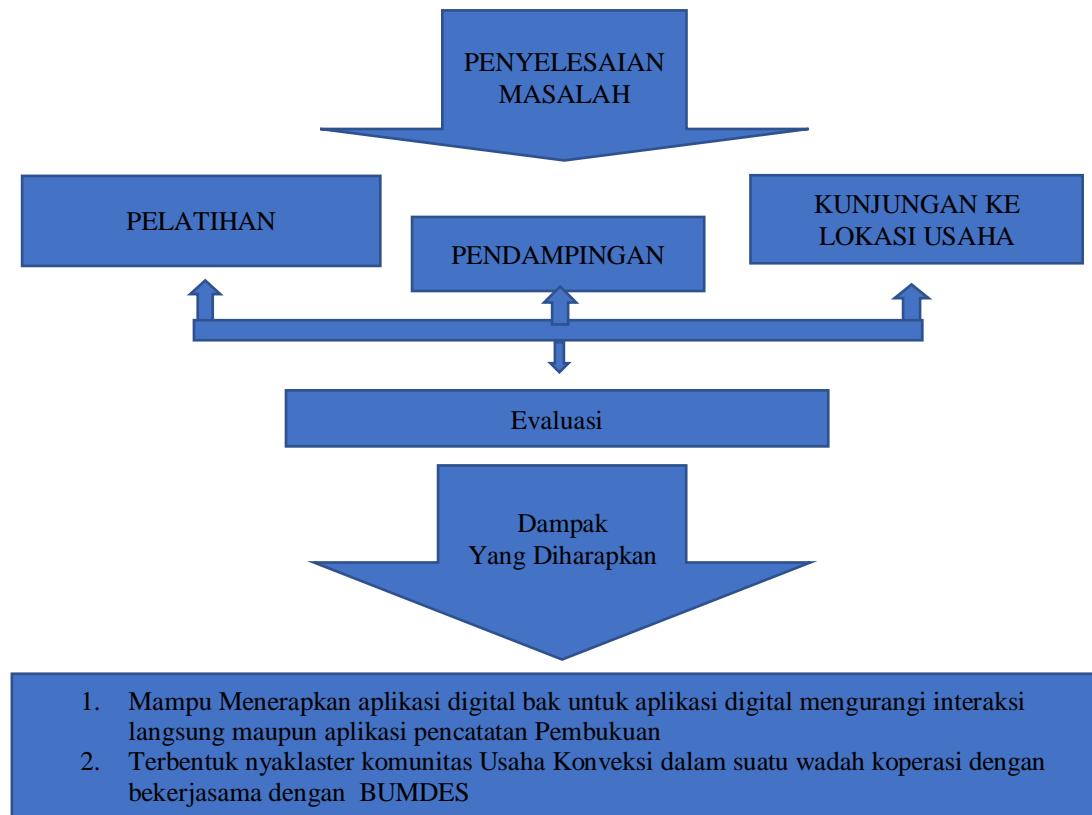 PENYELESAIAN
MASALAH
PELATIHAN
PENDAMPINGAN
KUNJUNGAN KE
LOKASI USAHA
Evaluasi
Dampak
Yang Diharapkan
1. Mampu Menerapkan aplikasi digital bak untuk aplikasi digital mengurangi interaksi
langsung maupun aplikasi pencatatan Pembukuan
2. Terbentuk nyaklaster komunitas Usaha Konveksi dalam suatu wadah koperasi dengan
bekerjasama dengan BUMDES